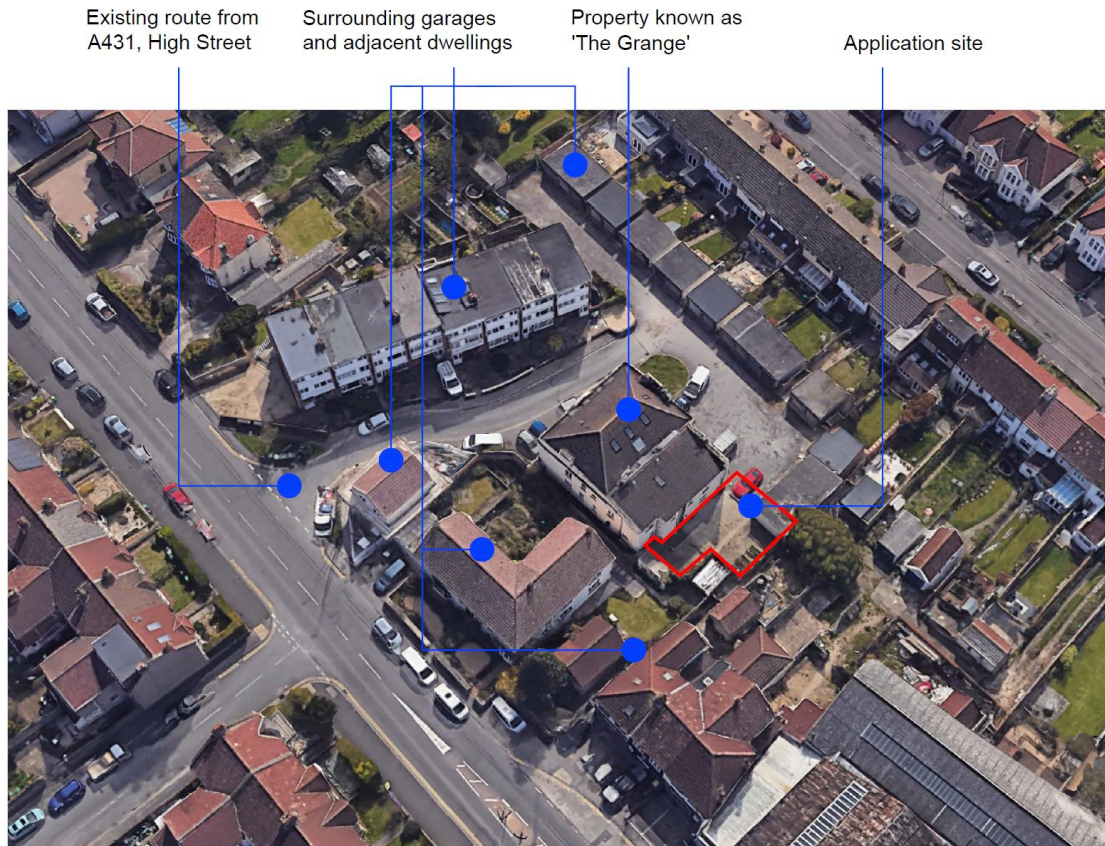 Existing route from
A431, High Street
Surrounding garages
and adjacent dwellings
Property known as
'The Grange'
Application site